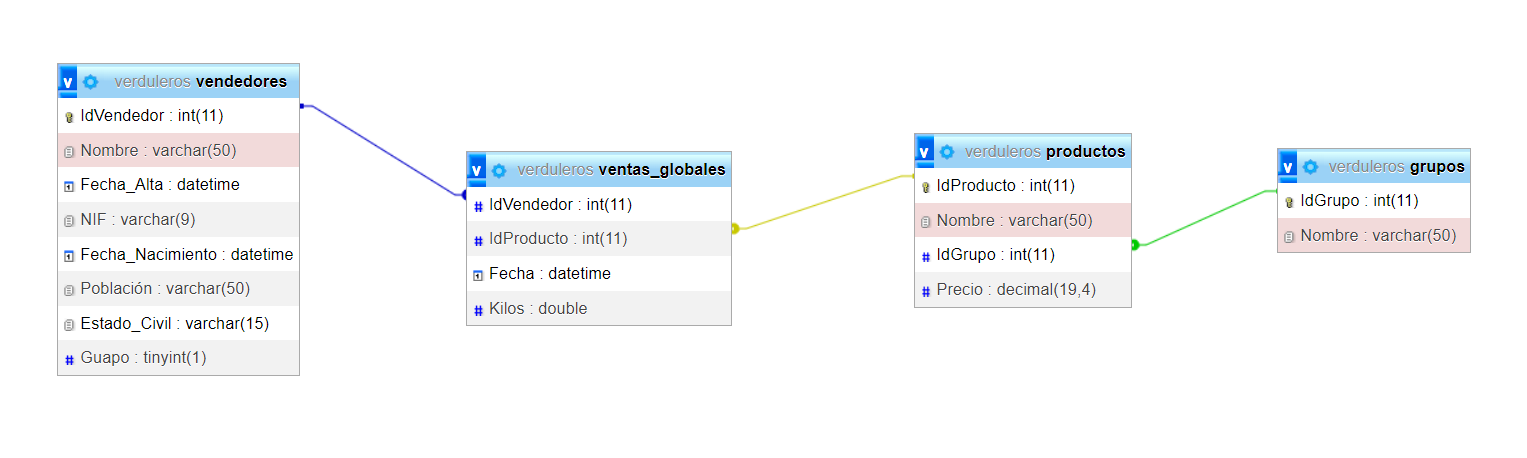 v verduleros vendedores
IdVendedor : int(11)
Nombre : varchar(50)
Fecha_Alta : datetime
NIF : varchar(9)
Fecha_Nacimiento : datetime
Población : varchar(50)
Estado_Civil : varchar(15)
# Guapo : tinyint(1)
v verduleros ventas_globales
# IdVendedor : int(11)
# IdProducto : int(11)
Fecha : datetime
# Kilos : double
v verduleros productos
IdProducto : int(11)
Nombre : varchar(50)
# IdGrupo : int(11)
# Precio : decimal(19,4)
v verduleros grupos
IdGrupo : int(11)
Nombre : varchar(50)